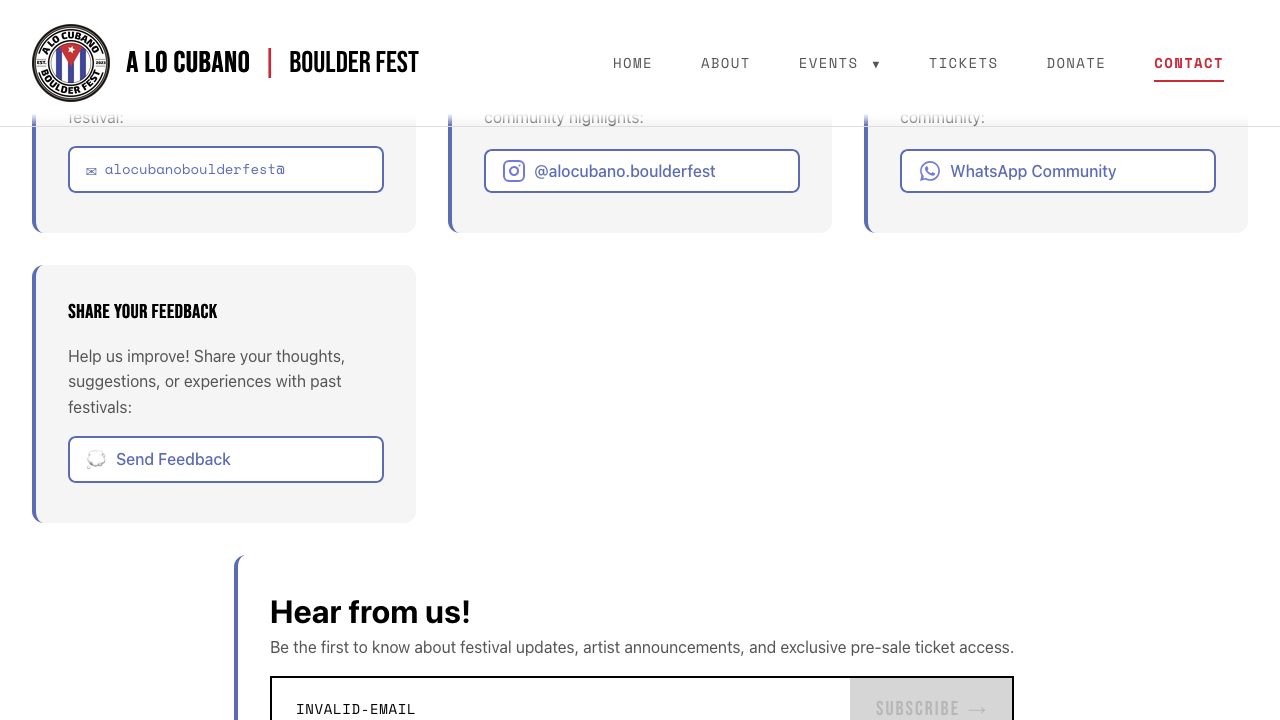 A LO CUBANO
EST. 2023
BOULDER FEST
A LO CUBANO | BOULDER FEST
HOME
ABOUT
EVENTS ▼
TICKETS
DONATE
CONTACT
festival:
community highlights:
community:
✉ alocubanoboulderfest@
@alocubano.boulderfest
WhatsApp Community
SHARE YOUR FEEDBACK
Help us improve! Share your thoughts,
suggestions, or experiences with past
festivals:
Send Feedback
Hear from us!
Be the first to know about festival updates, artist announcements, and exclusive pre-sale ticket access.
INVALID-EMAIL
SUBSCRIBE →